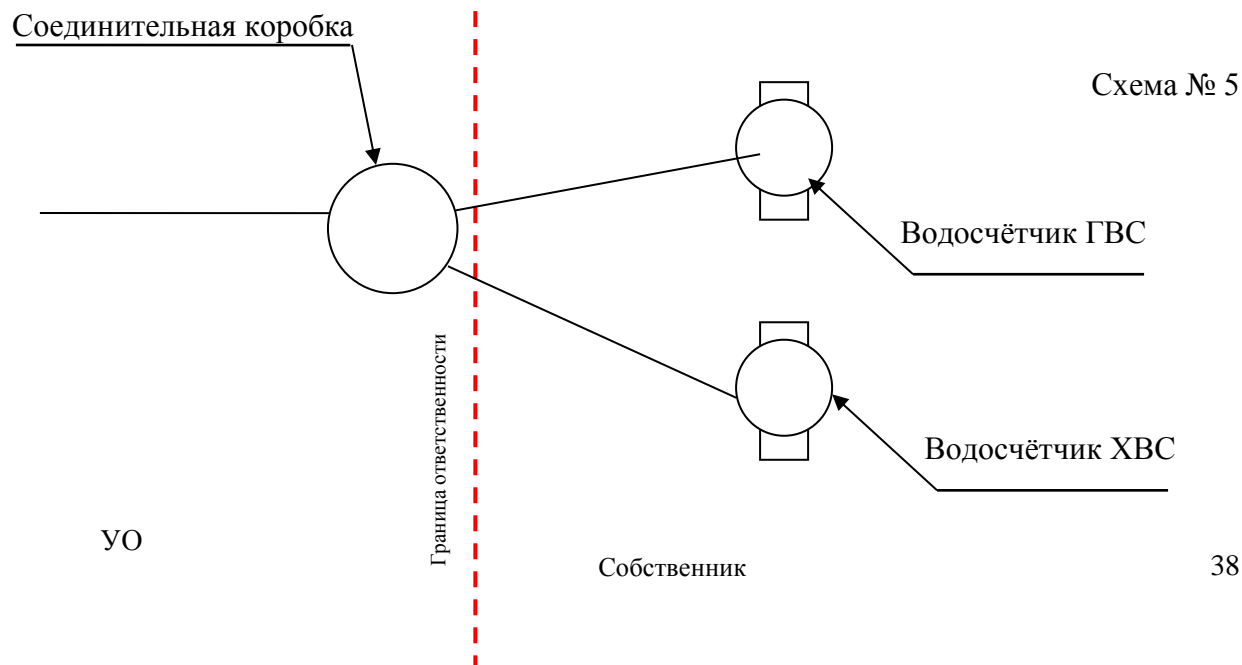 Соединительная коробка
Схема № 5
Водосчётчик ГВС
Граница ответственности
Водосчётчик ХВС
УО
Собственник
38